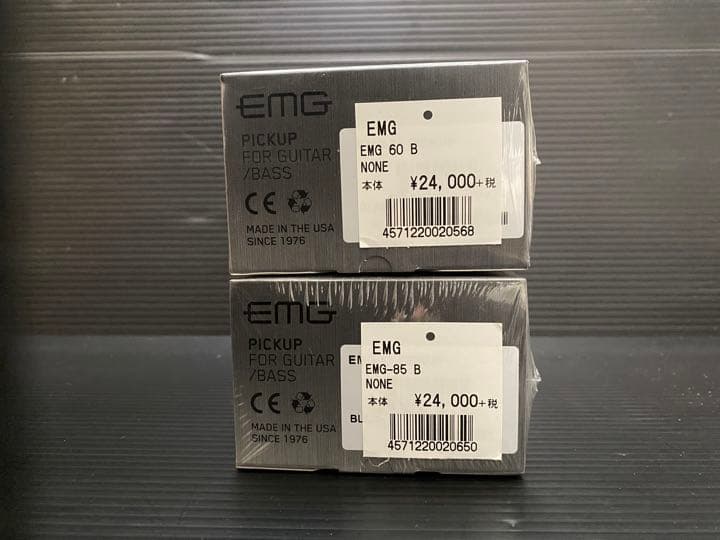 EMG
PICKUP
FOR GUITAR
/BASS
CE
MADE IN THE USA
SINCE 1976
EMG
EMG 60 B
NONE
本体 ¥24,000+税
4571220020568
EMG
PICKUP
FOR GUITAR
/BASS
CE
MADE IN THE USA
SINCE 1976
EM
BL
EMG
EMG-85 B
NONE
本体 ¥24,000+税
4571220020650